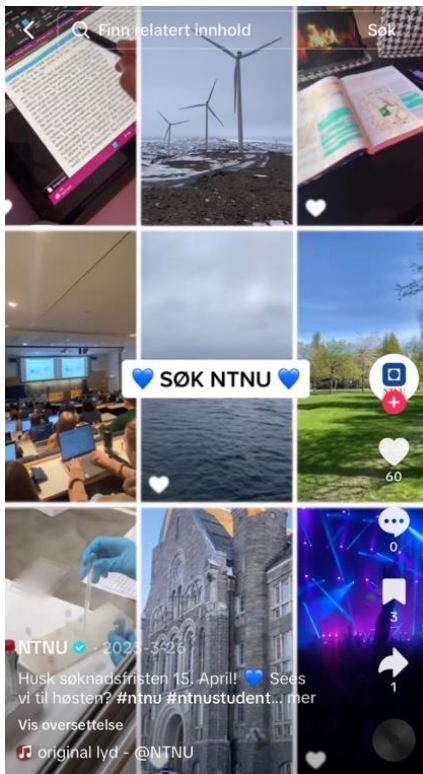 Finn relatert innhold
Søk
💙 SØK NTNU 💙
60
0
3
1
NTNU · 2023-3-26
Husk søknadsfristen 15. April! 💙 Sees
vi til høsten? #ntnu #ntnustudent... mer
Vis oversettelse
original lyd - @NTNU